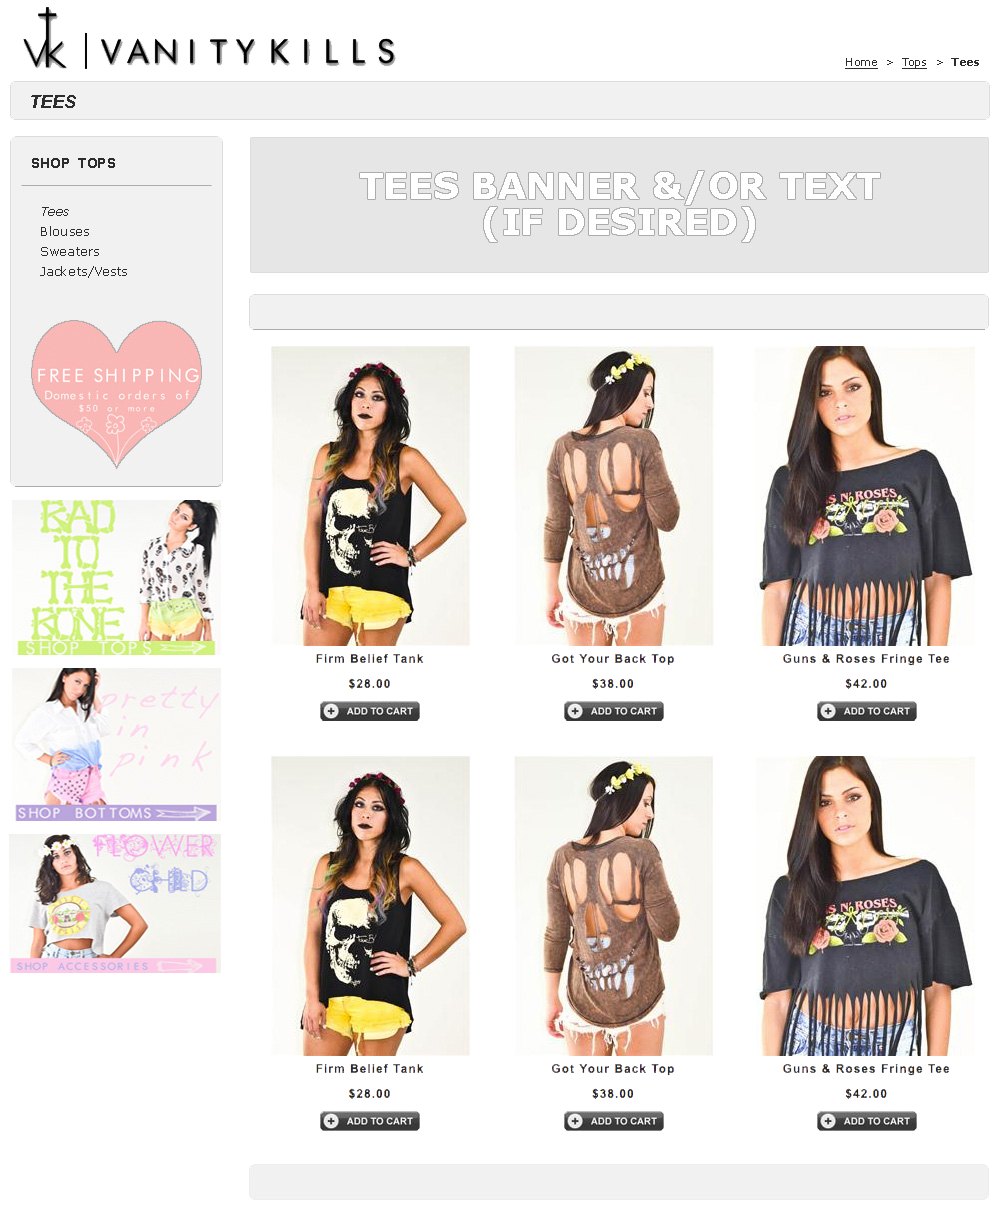 VK | VANITYKILLS
Home > Tops > Tees
TEES
SHOP TOPS
Tees
Blouses
Sweaters
Jackets/Vests
FREE SHIPPING
Domestic orders of
$50 or more
BAD
TO
THE
BONE
SHOP TOPS
pretty
in
pink
SHOP BOTTOMS
FLOWER
CHILD
SHOP ACCESSORIES
TEES BANNER &/OR TEXT
(IF DESIRED)
N' ROSES
Firm Belief Tank
Got Your Back Top
Guns & Roses Fringe Tee
$28.00
$38.00
$42.00
ADD TO CART
ADD TO CART
ADD TO CART
N' ROSES
Firm Belief Tank
Got Your Back Top
Guns & Roses Fringe Tee
$28.00
$38.00
$42.00
ADD TO CART
ADD TO CART
ADD TO CART